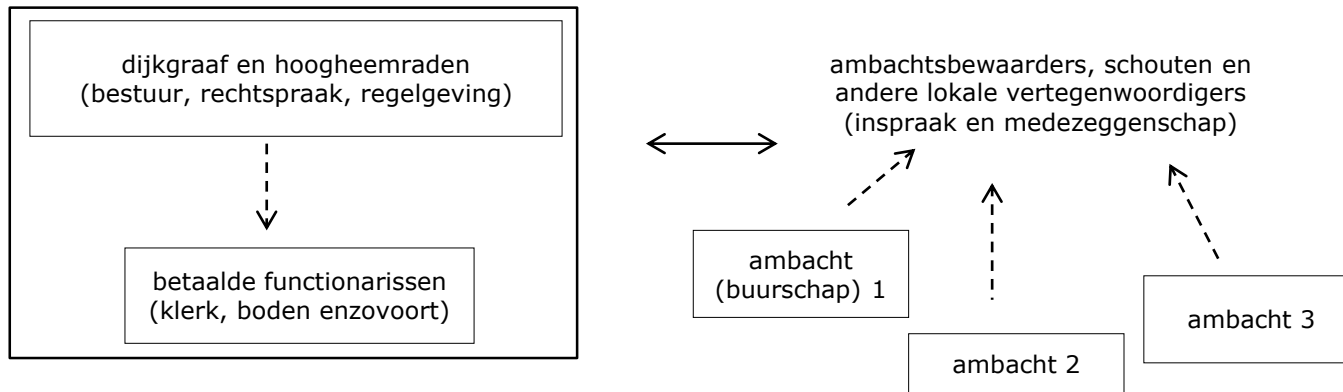 dijkgraaf en hoogheemraden
(bestuur, rechtspraak, regelgeving)
betaalde functionarissen
(klerk, boden enzovoort)
ambachtsbewaarders, schouten en
andere lokale vertegenwoordigers
(inspraak en medezeggenschap)
ambacht
(buurschap) 1
ambacht 2
ambacht 3